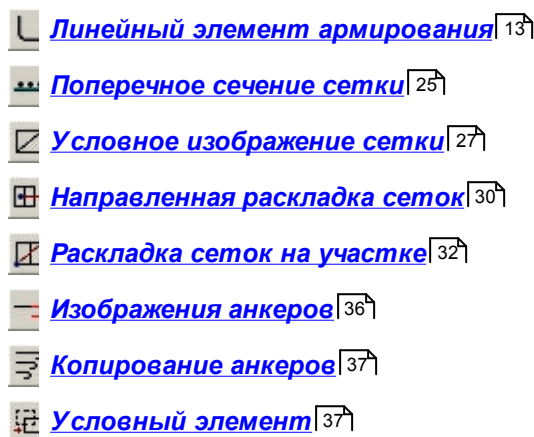 Линейный элемент армирования 13
Поперечное сечение сетки 25
Условное изображение сетки 27
Направленная раскладка сеток 30
Раскладка сеток на участке 32
Изображения анкеров 36
Копирование анкеров 37
Условный элемент 37